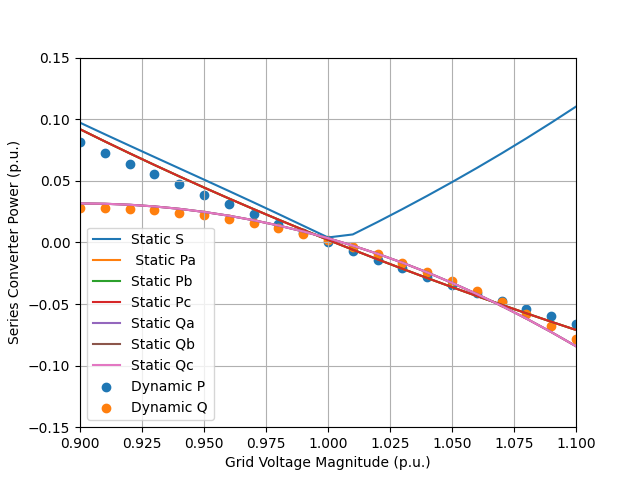 0.15
0.10
0.05
0.00
−0.05
−0.10
−0.15
Series Converter Power (p.u.)
Static S
Static Pa
Static Pb
Static Pc
Static Qa
Static Qb
Static Qc
Dynamic P
Dynamic Q
0.900 0.925 0.950 0.975 1.000 1.025 1.050 1.075 1.100
Grid Voltage Magnitude (p.u.)